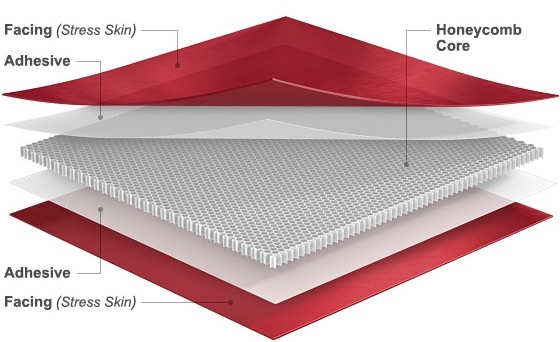 Facing (Stress Skin)
Adhesive
Honeycomb
Core
Adhesive
Facing (Stress Skin)